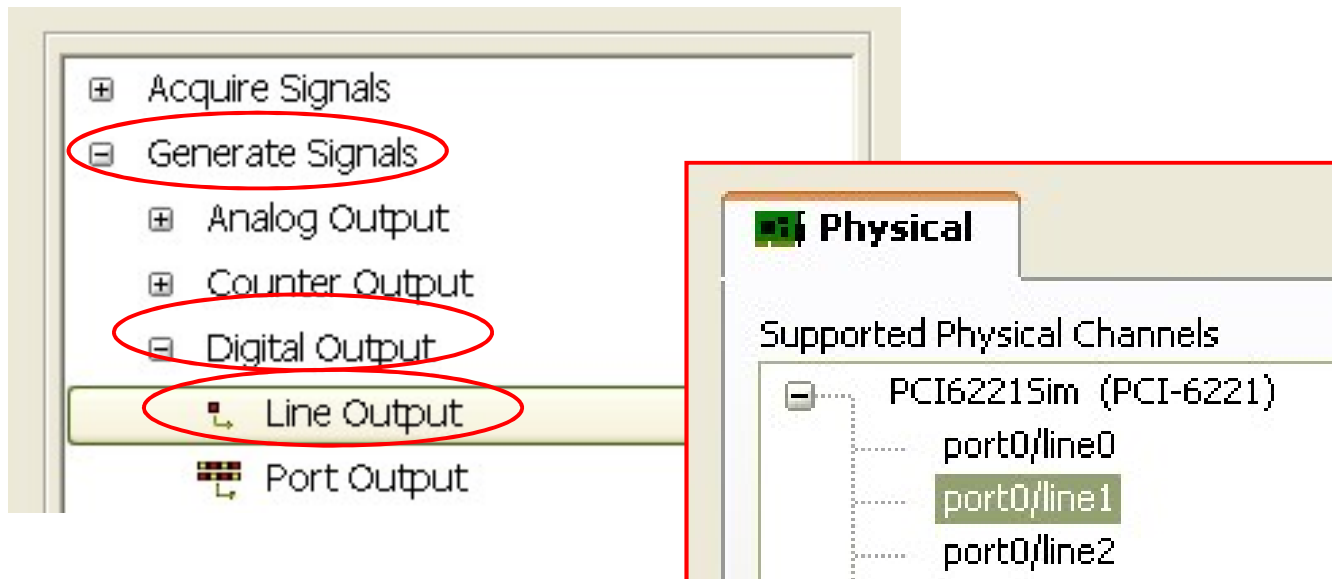 Acquire Signals
Generate Signals
Analog Output
Counter Output
Digital Output
Line Output
Port Output
Physical
Supported Physical Channels
PCI6221Sim (PCI-6221)
port0/line0
port0/line1
port0/line2